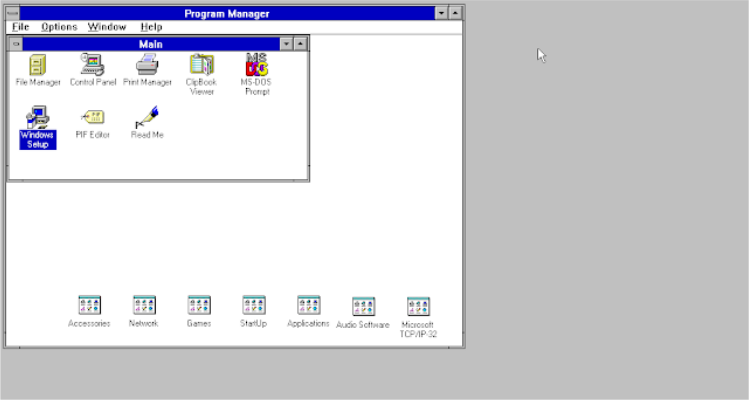 Program Manager
File Options Window Help
Main
File Manager Control Panel Print Manager ClipBook Viewer MS-DOS Prompt
Windows Setup PIF Editor Read Me
Accessories Network Games StartUp Applications Audio Software Microsoft TCP/IP-32